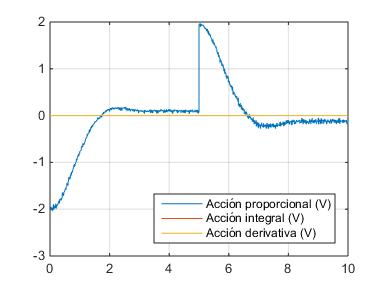 2
1
0
-1
-2
-3
0 2 4 6 8 10
Acción proporcional (V)
Acción integral (V)
Acción derivativa (V)